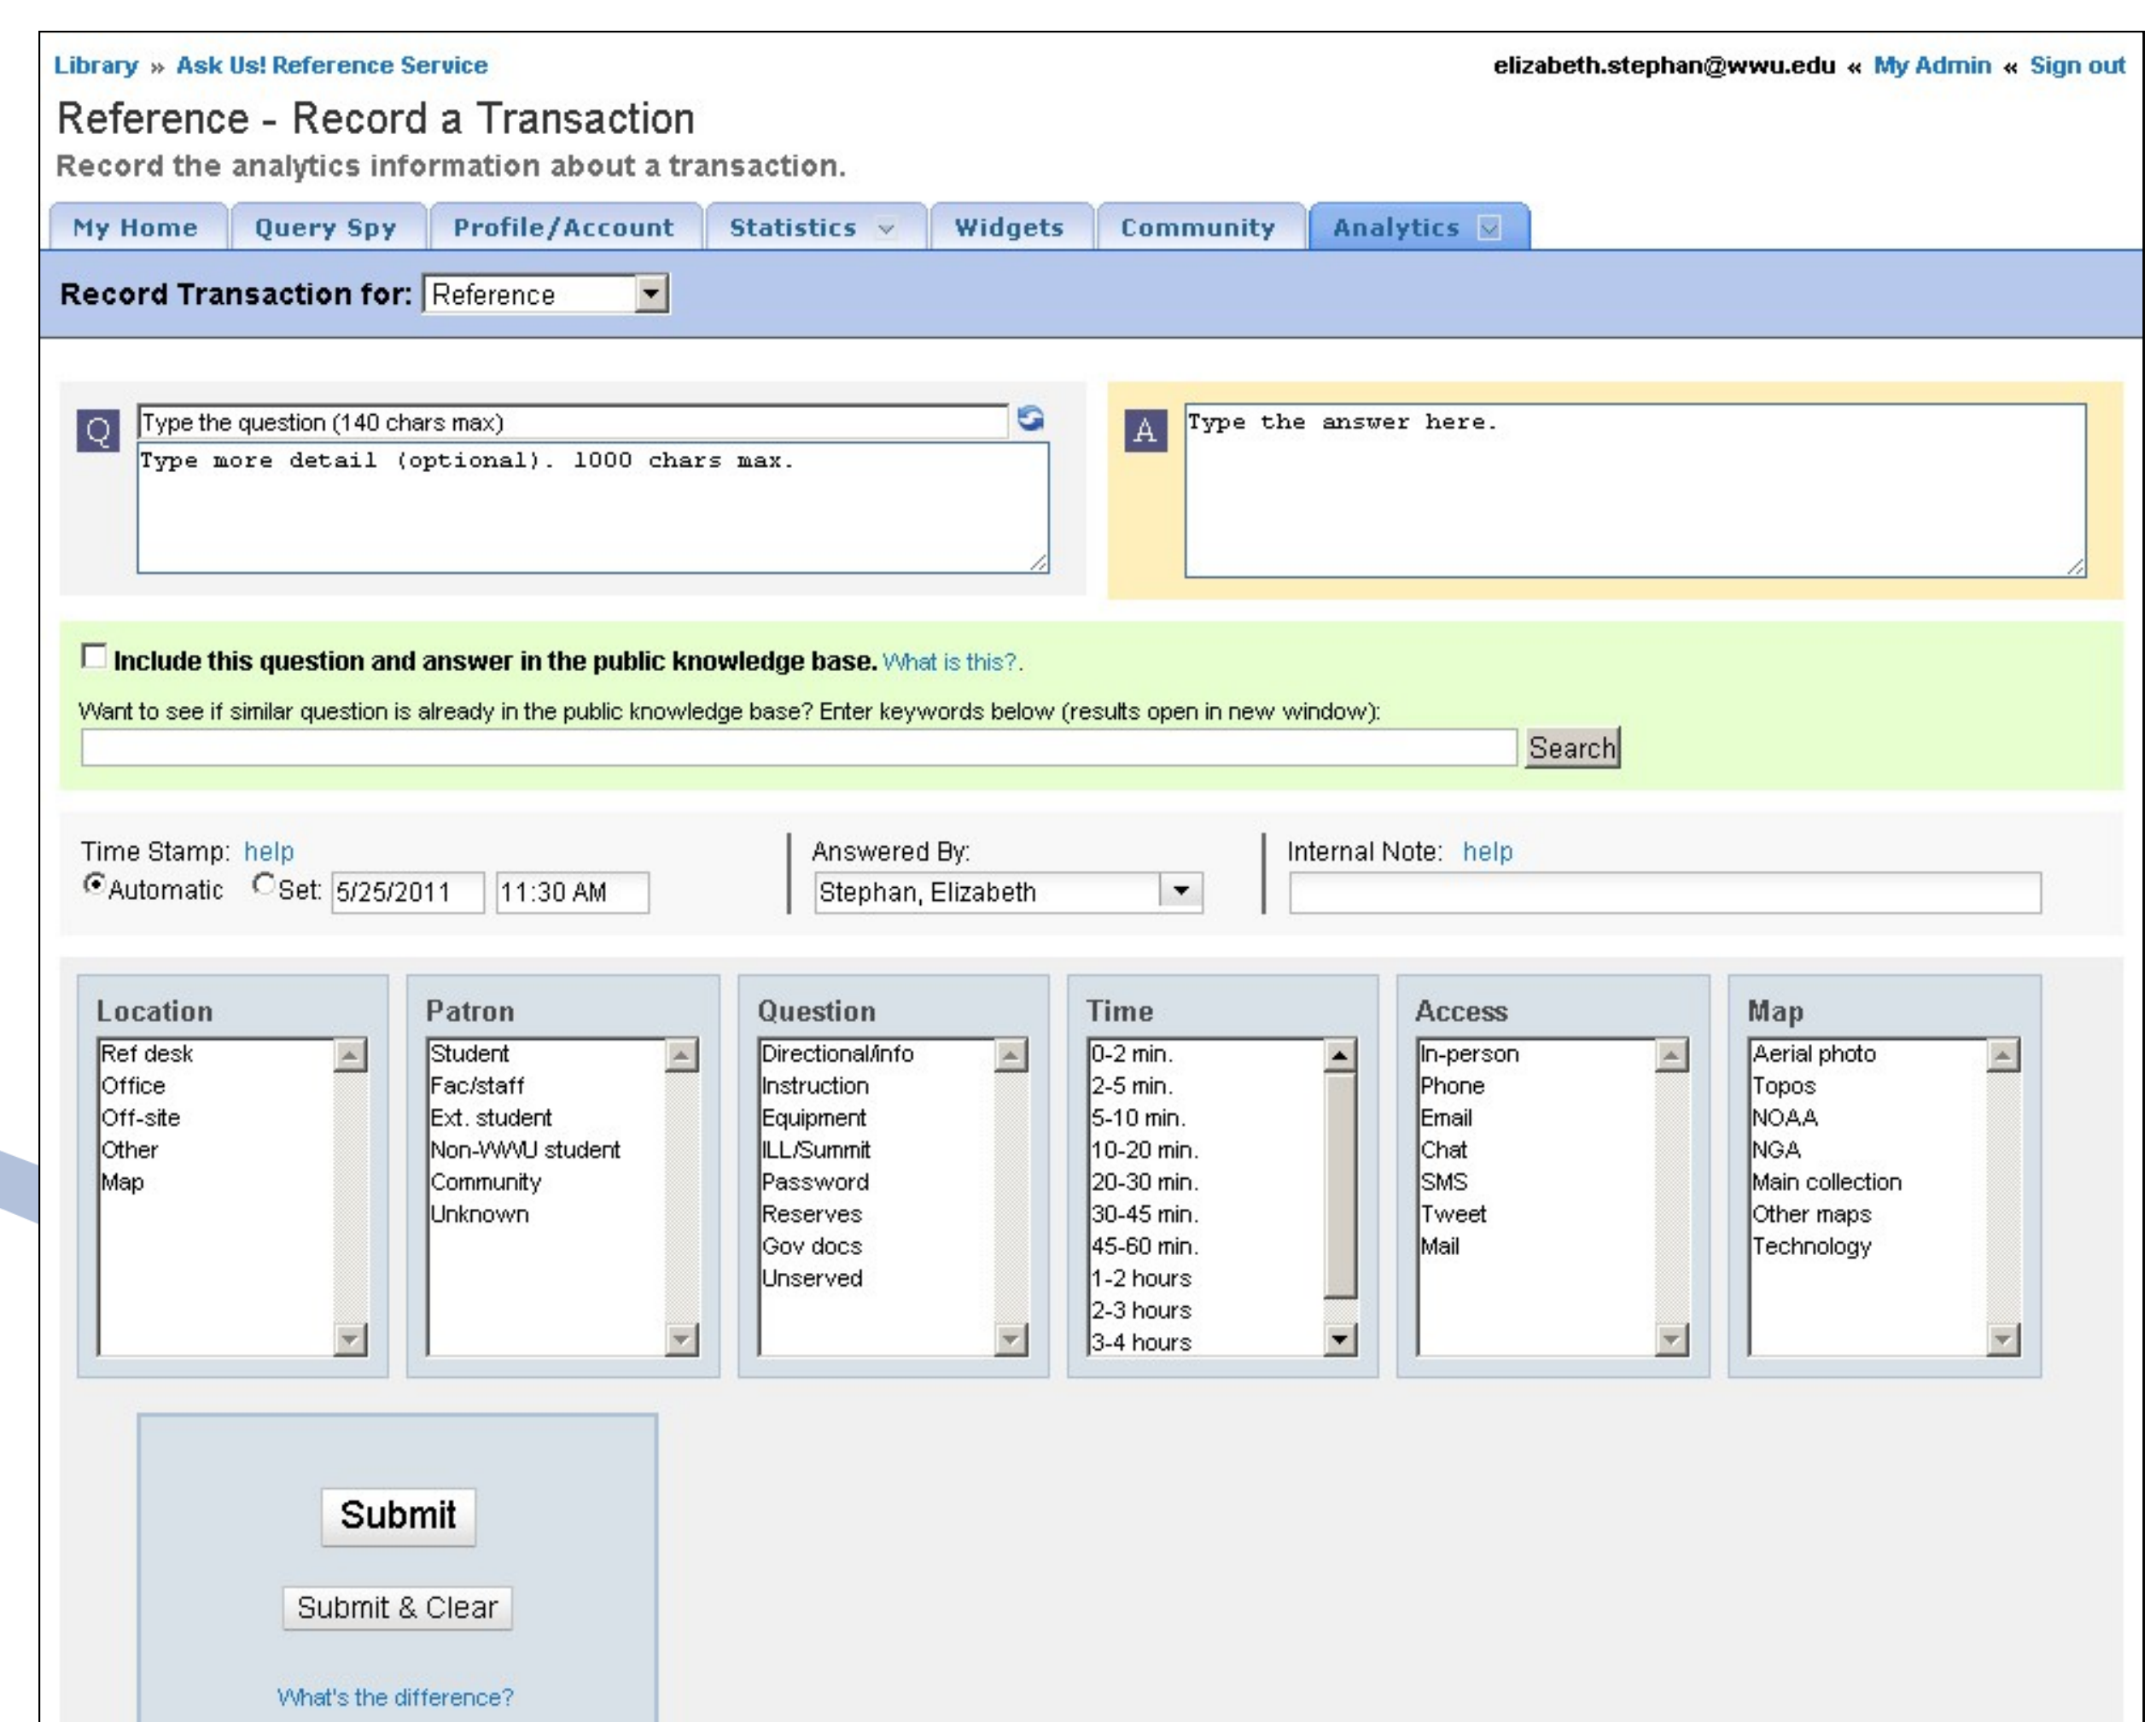 Library » Ask Us! Reference Service
elizabeth.stephan@wwu.edu « My Admin « Sign out
Reference - Record a Transaction
Record the analytics information about a transaction.
My Home Query Spy Profile/Account Statistics Widgets Community Analytics
Record Transaction for: Reference
Q
Type the question (140 chars max)
Type more detail (optional). 1000 chars max.
A
Type the answer here.
Include this question and answer in the public knowledge base. What is this?.
Want to see if similar question is already in the public knowledge base? Enter keywords below (results open in new window):
Search
Time Stamp: help
Automatic Set: 5/25/2011 11:30 AM
Answered By:
Stephan, Elizabeth
Internal Note: help
Location
Ref desk
Office
Off-site
Other
Map
Patron
Student
Fac/staff
Ext. student
Non-WWU student
Community
Unknown
Question
Directional/info
Instruction
Equipment
ILL/Summit
Password
Reserves
Gov docs
Unserved
Time
0-2 min.
2-5 min.
5-10 min.
10-20 min.
20-30 min.
30-45 min.
45-60 min.
1-2 hours
2-3 hours
3-4 hours
Access
In-person
Phone
Email
Chat
SMS
Tweet
Mail
Map
Aerial photo
Topos
NOAA
NGA
Main collection
Other maps
Technology
Submit
Submit & Clear
What's the difference?